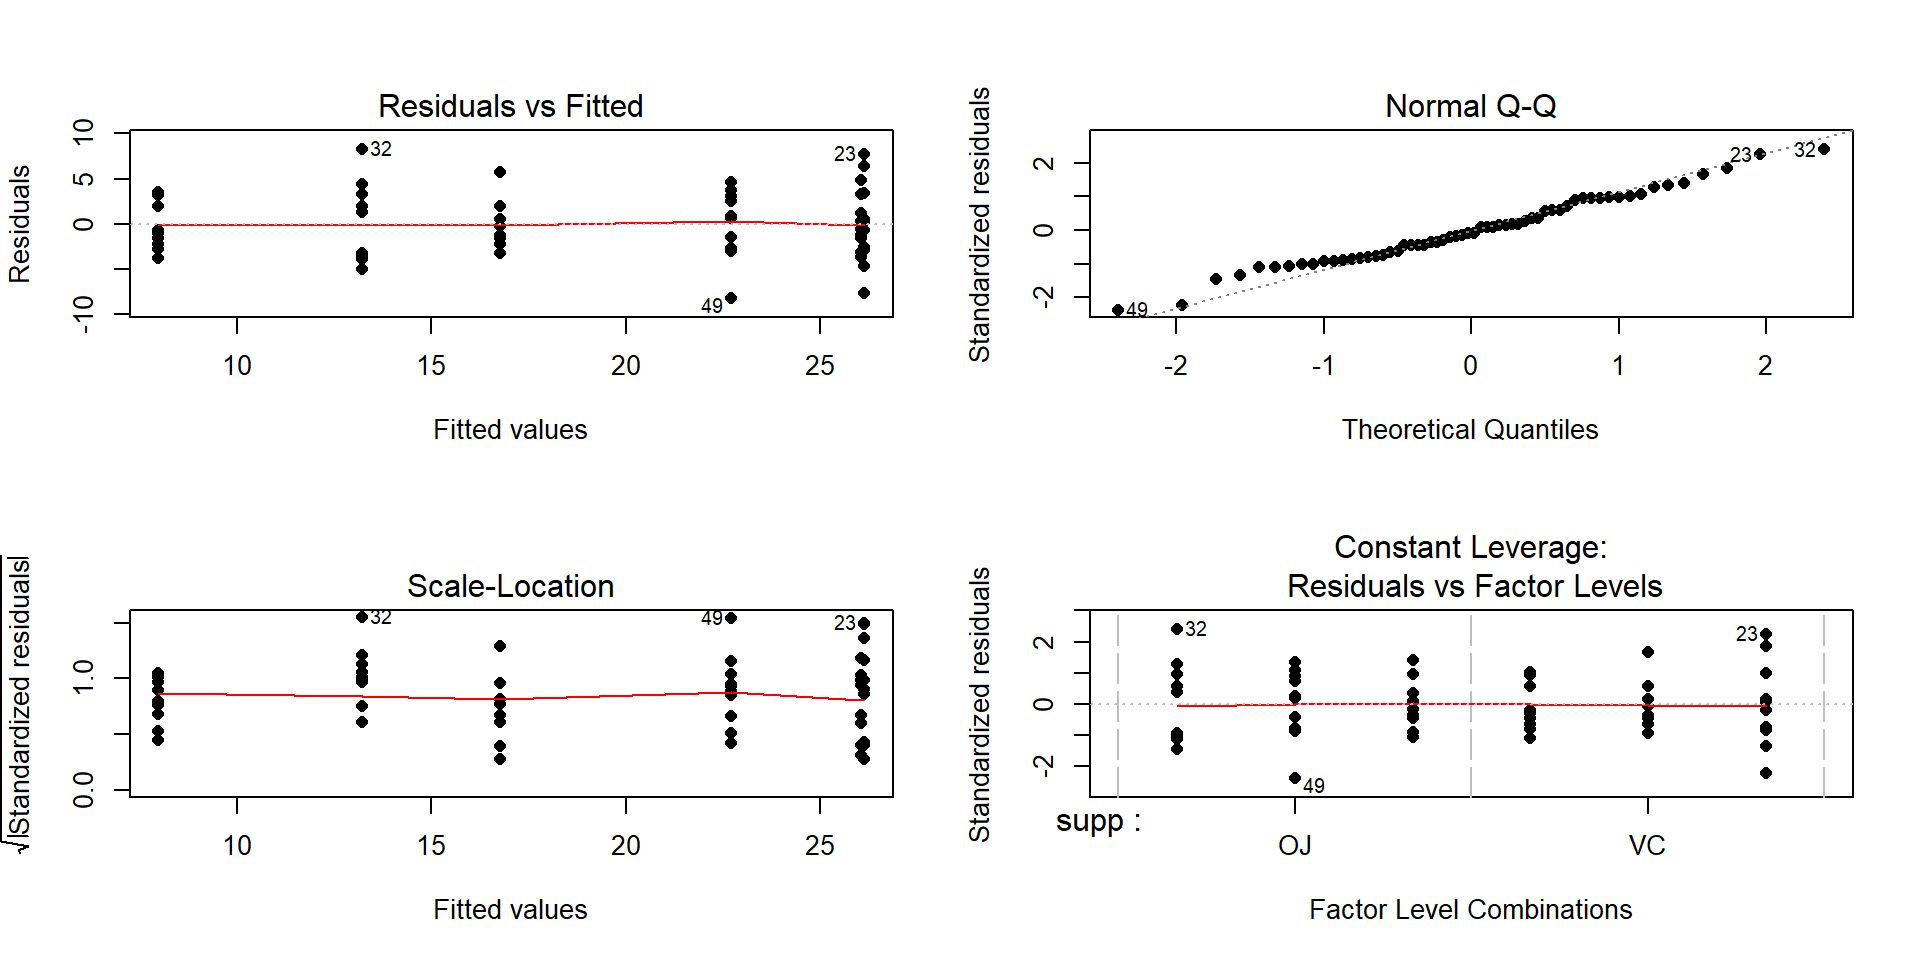 Residuals vs Fitted
Residuals
10
5
0
-10
32
23
49
10
15
20
25
Fitted values
Normal Q-Q
Standardized residuals
2
0
-2
23
32
49
-2
-1
0
1
2
Theoretical Quantiles
Scale-Location
√|Standardized residuals|
1.0
0.0
32
49
23
10
15
20
25
Fitted values
Constant Leverage:
Residuals vs Factor Levels
Standardized residuals
2
0
-2
32
23
49
supp :
OJ
VC
Factor Level Combinations